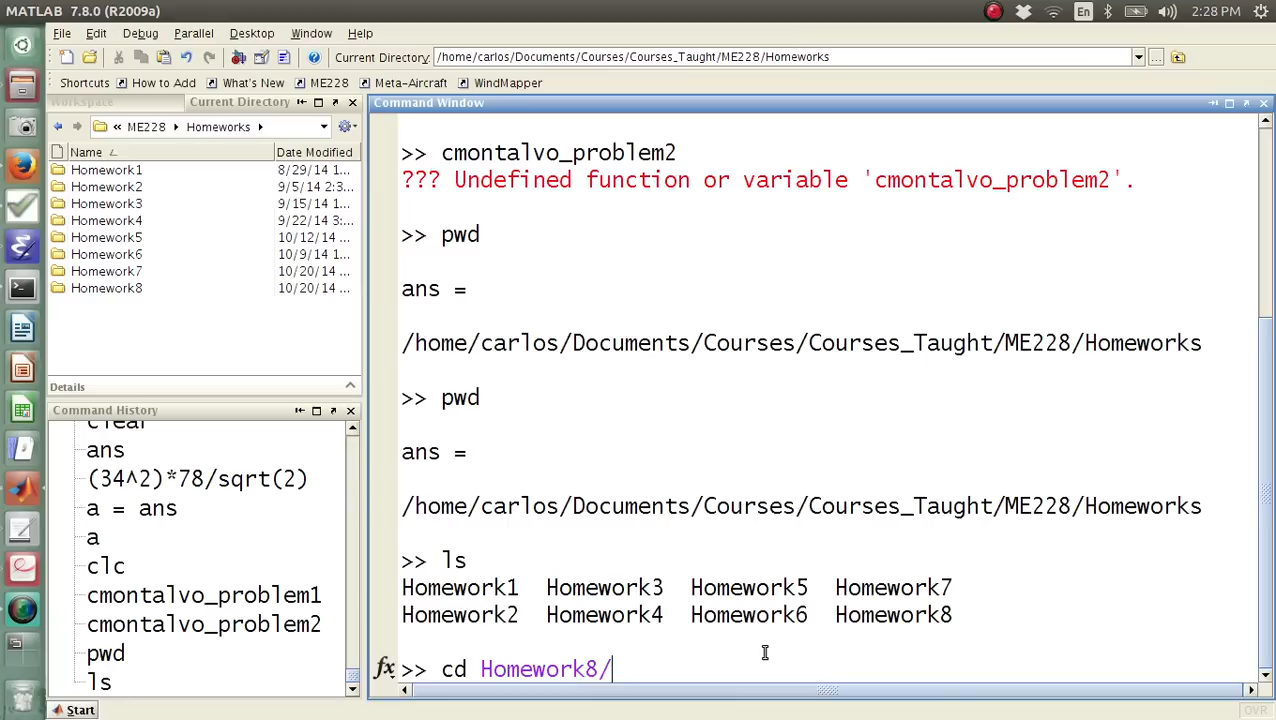 MATLAB 7.8.0 (R2009a)
En
2:28 PM
File Edit Debug Parallel Desktop Window Help
Current Directory: /home/carlos/Documents/Courses/Courses_Taught/ME228/Homeworks
...
Shortcuts How to Add What's New ME228 Meta-Aircraft WindMapper
Workspace Current Directory
« ME228 Homeworks
Name Date Modified
Homework1 8/29/14 1...
Homework2 9/5/14 2:3...
Homework3 9/15/14 1...
Homework4 9/22/14 3:...
Homework5 10/12/14 ...
Homework6 10/9/14 1...
Homework7 10/20/14 ...
Homework8 10/20/14 ...
Details
Command History
clear
ans
(34^2)*78/sqrt(2)
a = ans
a
clc
cmontalvo_problem1
cmontalvo_problem2
pwd
ls
Start
Command Window
>> cmontalvo_problem2
??? Undefined function or variable 'cmontalvo_problem2'.
>> pwd
ans =
/home/carlos/Documents/Courses/Courses_Taught/ME228/Homeworks
>> pwd
ans =
/home/carlos/Documents/Courses/Courses_Taught/ME228/Homeworks
>> ls
Homework1 Homework3 Homework5 Homework7
Homework2 Homework4 Homework6 Homework8
fx >> cd Homework8/
OVR